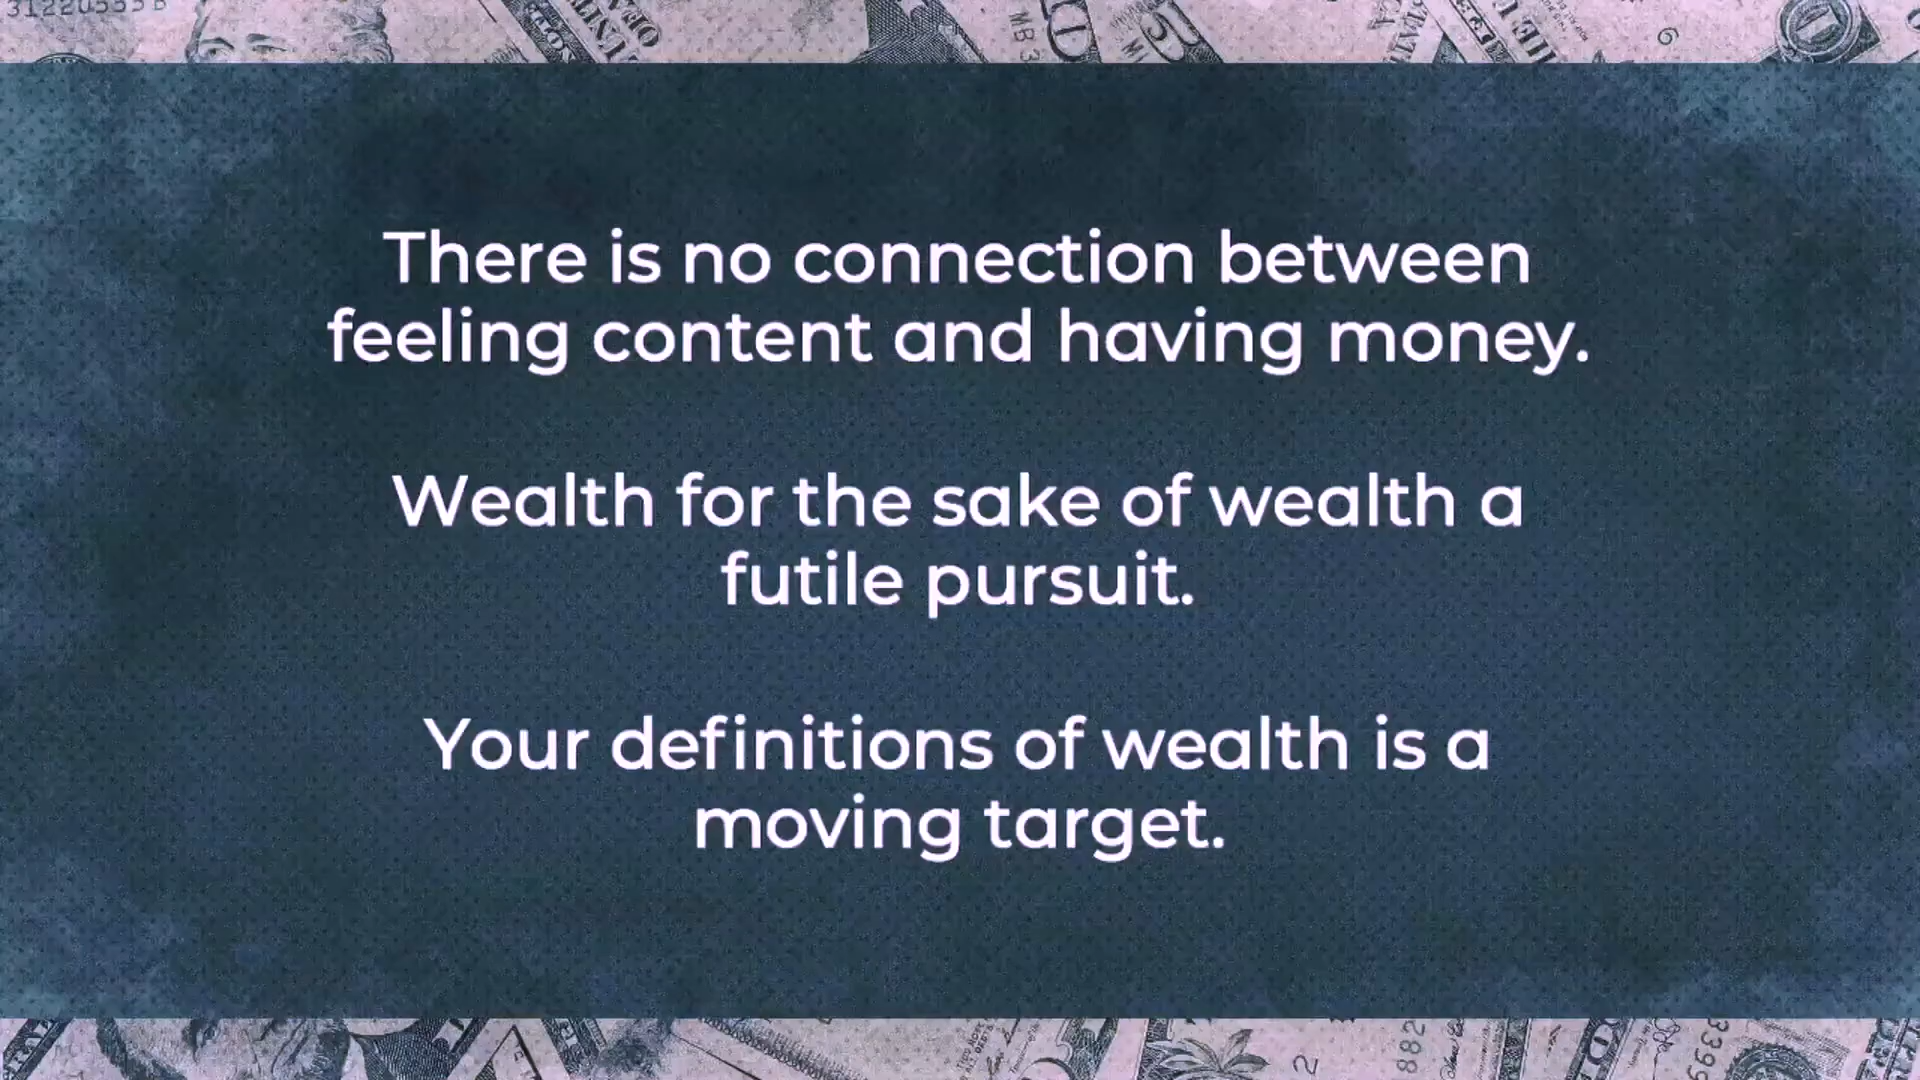 There is no connection between
feeling content and having money.
Wealth for the sake of wealth a
futile pursuit.
Your definitions of wealth is a
moving target.